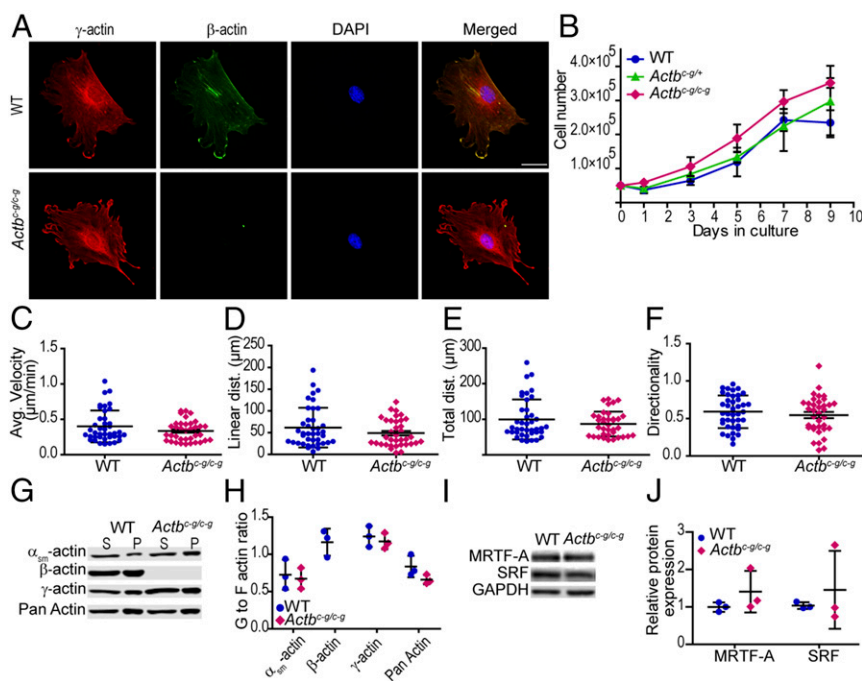 A
γ-actin β-actin DAPI Merged
WT
Actb^c-g/c-g
B
WT
Actb^c-g/+
Actb^c-g/c-g
Cell number
4.0×10^5
3.0×10^5
2.0×10^5
1.0×10^5
0 1 2 3 4 5 6 7 8 9 10
Days in culture
C
Avg. Velocity
(μm/min)
1.5
1.0
0.5
0.0
WT Actb^c-g/c-g
D
Linear dist. (μm)
250
200
150
100
50
0
WT Actb^c-g/c-g
E
Total dist. (μm)
300
200
100
0
WT Actb^c-g/c-g
F
Directionality
1.5
1.0
0.5
0.0
WT Actb^c-g/c-g
G
WT Actb^c-g/c-g
S P S P
α_sm-actin
β-actin
γ-actin
Pan Actin
H
G to F actin ratio
1.5
1.0
0.5
0.0
WT
Actb^c-g/c-g
α_sm-actin
β-actin
γ-actin
Pan Actin
I
WT Actb^c-g/c-g
MRTF-A
SRF
GAPDH
J
WT
Actb^c-g/c-g
Relative protein
expression
3
2
1
0
MRTF-A SRF